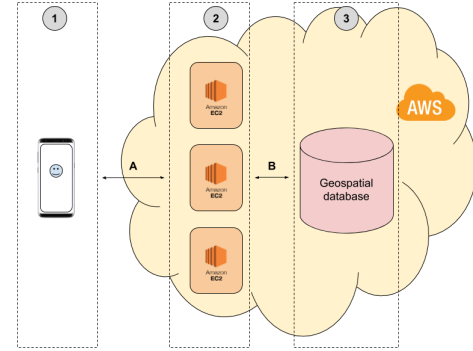 1
2
3
Amazon
EC2
AWS
A
Amazon
EC2
B
Geospatial
database
Amazon
EC2